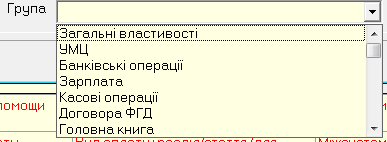 Група
Загальні властивості
УМЦ
Банківські операції
Зарплата
Касові операції
Договора ФГД
Головна книга